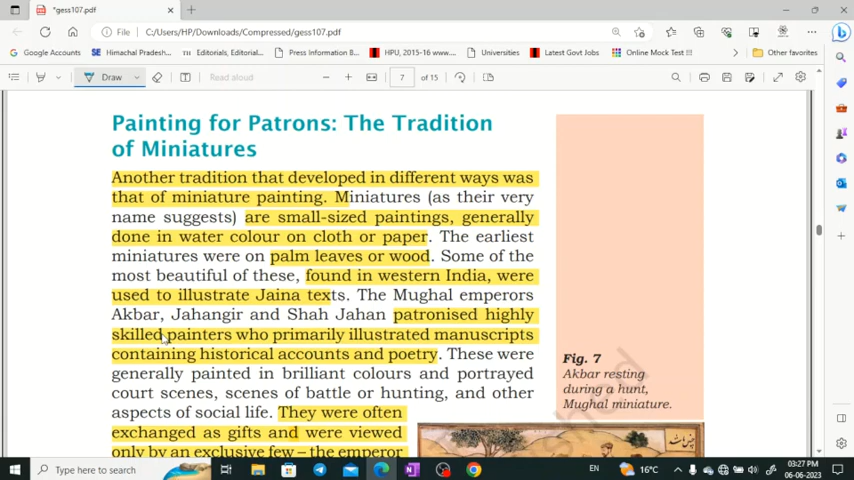 *gess107.pdf
File
C:/Users/HP/Downloads/Compressed/gess107.pdf
Google Himachal Pradesh... Editorials, Editorial... Press Information B... HPU, 2015-16 www... Universities Latest Govt Jobs Online Mock Test !!! Other favorites
Draw Read aloud 7 of 15
Painting for Patrons: The Tradition
of Miniatures
Another tradition that developed in different ways was
that of miniature painting. Miniatures (as their very
name suggests) are small-sized paintings, generally
done in water colour on cloth or paper. The earliest
miniatures were on palm leaves or wood. Some of the
most beautiful of these, found in western India, were
used to illustrate Jaina texts. The Mughal emperors
Akbar, Jahangir and Shah Jahan patronised highly
skilled painters who primarily illustrated manuscripts
containing historical accounts and poetry. These were
generally painted in brilliant colours and portrayed
court scenes, scenes of battle or hunting, and other
aspects of social life. They were often
exchanged as gifts and were viewed
only by an exclusive few – the emperor
Fig. 7
Akbar resting
during a hunt,
Mughal miniature.
Type here to search
EN
16°C
03:27 PM
06-06-2023